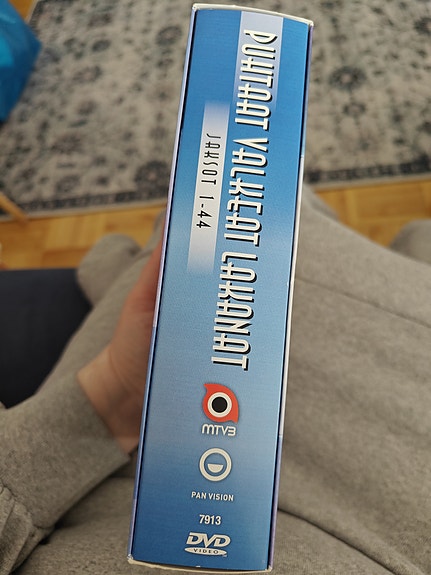 PUHTAAT VALKEAT LAKANAT
JAKSOT 1-44
MTV3
PAN VISION
7913
DVD
VIDEO